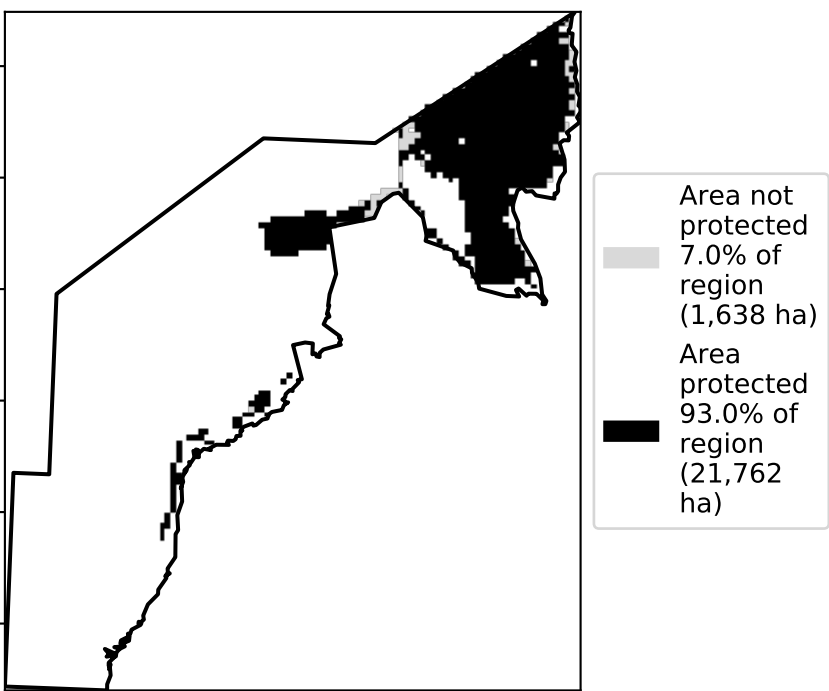 Area not
protected
7.0% of
region
(1,638 ha)
Area
protected
93.0% of
region
(21,762
ha)